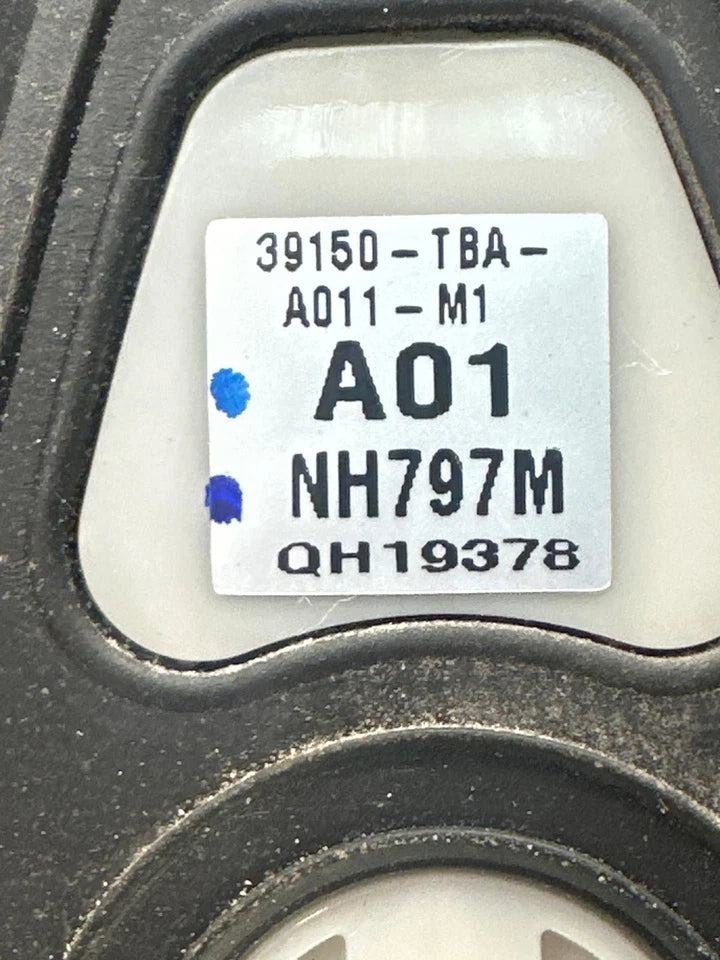 39150-TBA-
A011-M1
A01
NH797M
QH19378